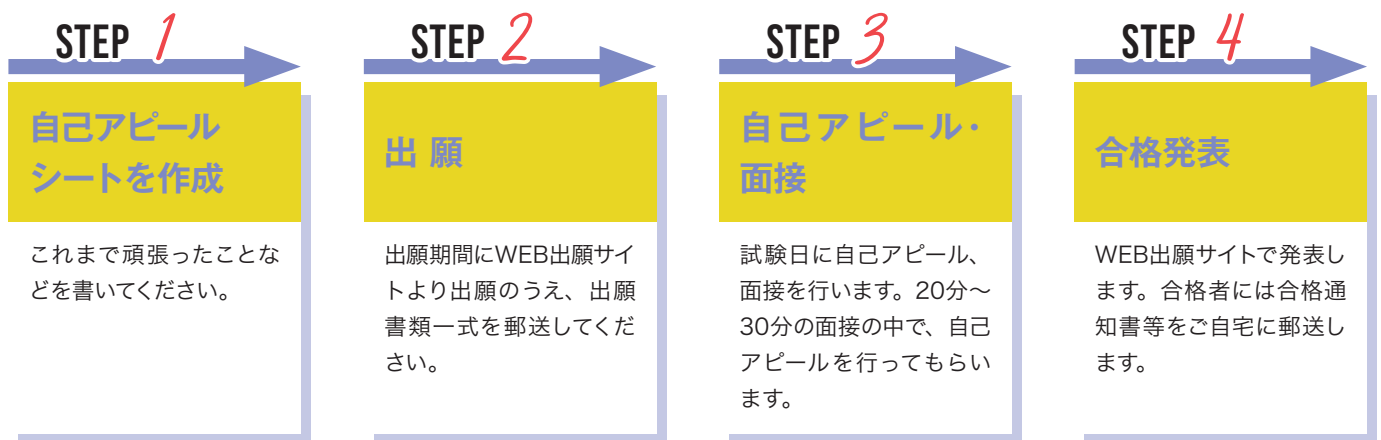 STEP 1
自己アピール
シートを作成
これまで頑張ったことな
どを書いてください。
STEP 2
出 願
出願期間にWEB出願サイ
トより出願のうえ、出願
書類一式を郵送してくだ
さい。
STEP 3
自己アピール・
面接
試験日に自己アピール、
面接を行います。20分〜
30分の面接の中で、自己
アピールを行ってもらい
ます。
STEP 4
合格発表
WEB出願サイトで発表し
ます。合格者には合格通
知書等をご自宅に郵送し
ます。